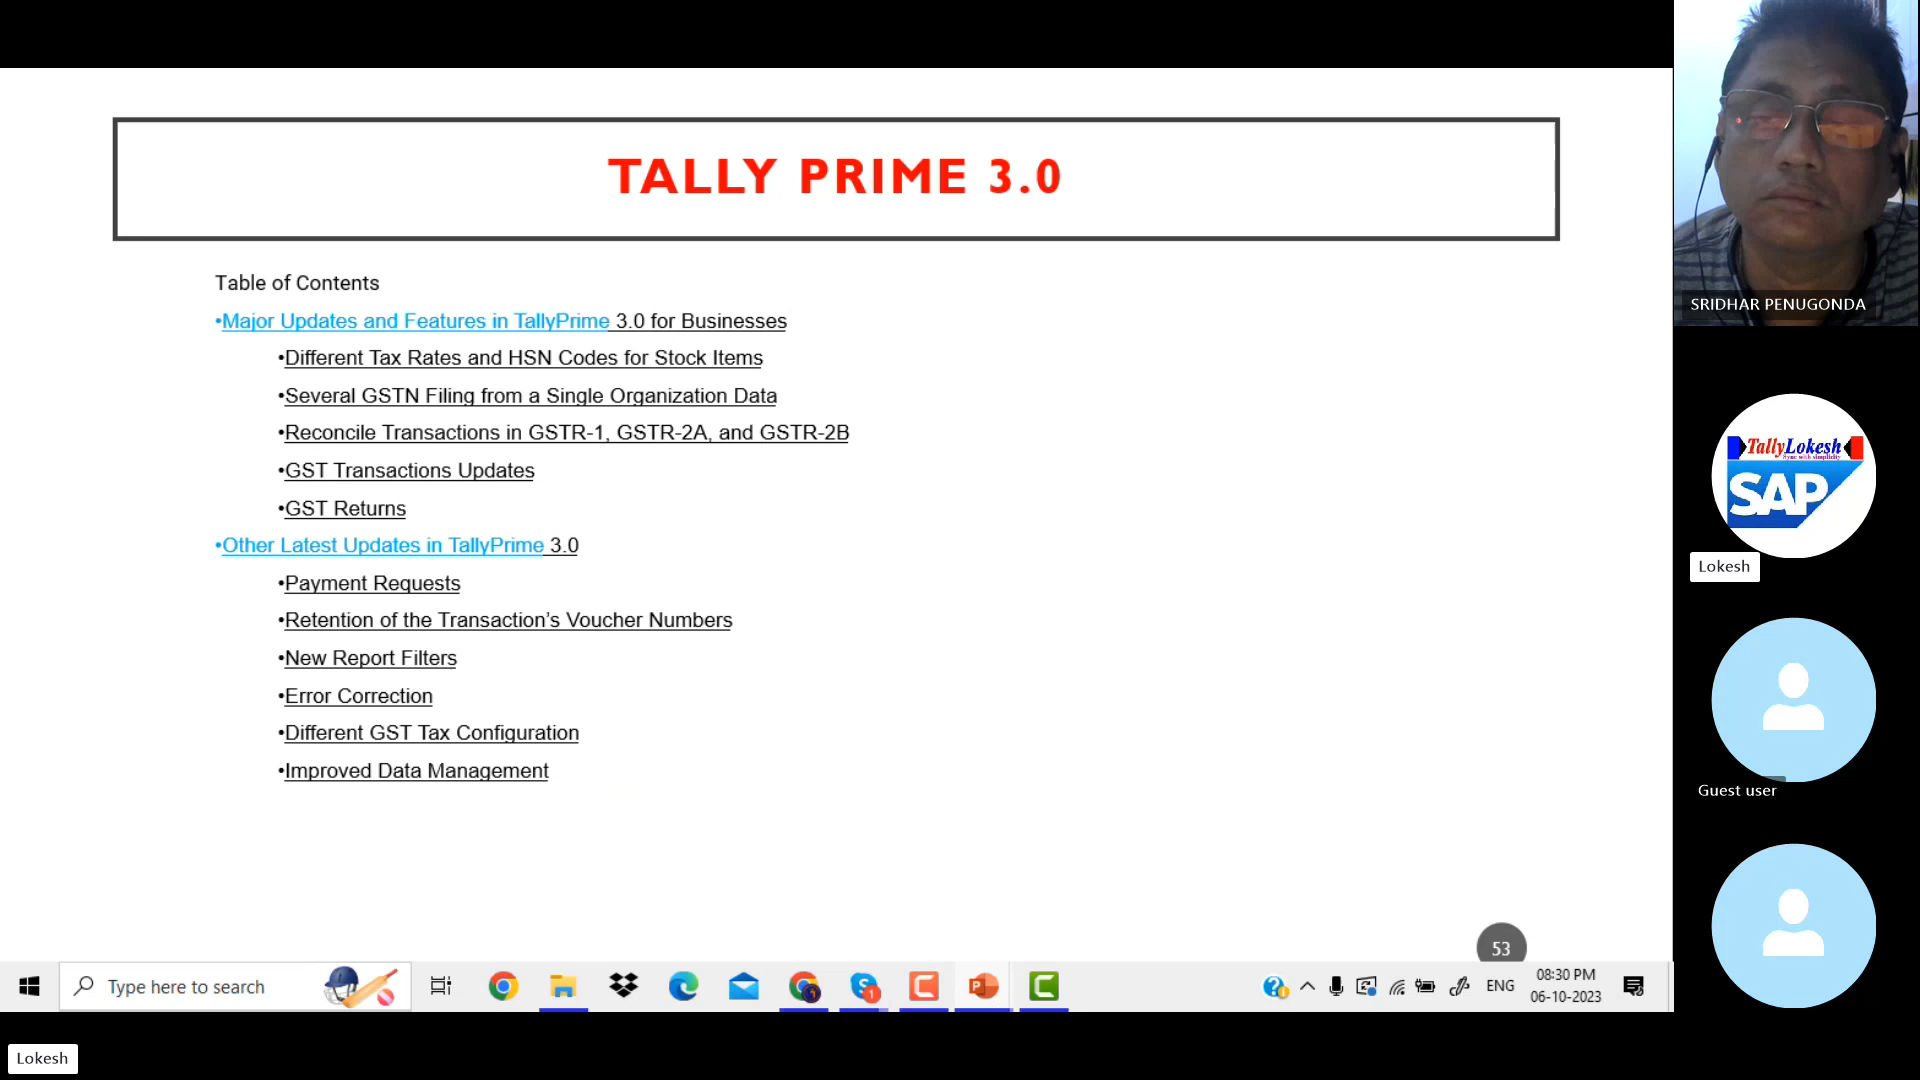 TALLY PRIME 3.0
Table of Contents
•Major Updates and Features in TallyPrime 3.0 for Businesses
•Different Tax Rates and HSN Codes for Stock Items
•Several GSTN Filing from a Single Organization Data
•Reconcile Transactions in GSTR-1, GSTR-2A, and GSTR-2B
•GST Transactions Updates
•GST Returns
•Other Latest Updates in TallyPrime 3.0
•Payment Requests
•Retention of the Transaction’s Voucher Numbers
•New Report Filters
•Error Correction
•Different GST Tax Configuration
•Improved Data Management
53
SRIDHAR PENUGONDA
TallyLokesh
Sync with simplicity
SAP
Lokesh
Guest user
Type here to search
1
P
ENG
08:30 PM
06-10-2023
Lokesh